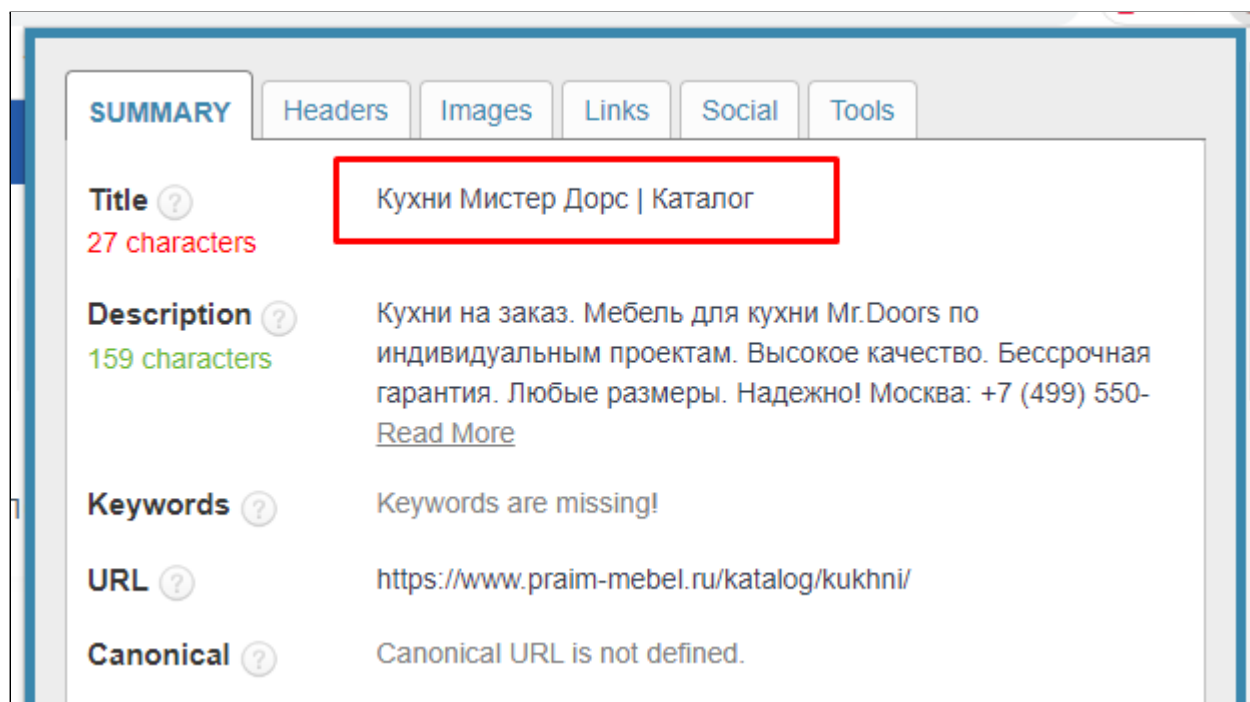 SUMMARY Headers Images Links Social Tools
Title ? Кухни Мистер Дорс | Каталог
27 characters
Description ? Кухни на заказ. Мебель для кухни Mr.Doors по
159 characters индивидуальным проектам. Высокое качество. Бессрочная
гарантия. Любые размеры. Надежно! Москва: +7 (499) 550-
Read More
Keywords ? Keywords are missing!
URL ? https://www.praim-mebel.ru/katalog/kukhni/
Canonical ? Canonical URL is not defined.